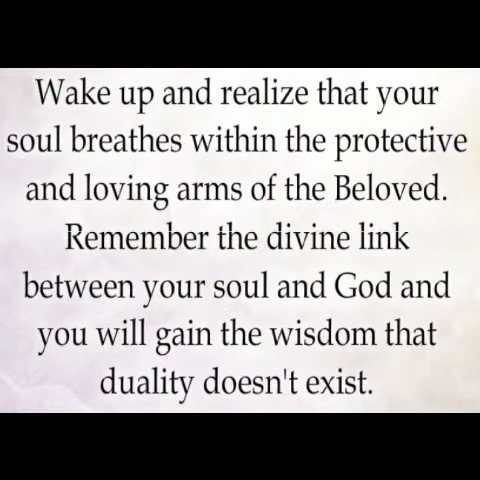 Wake up and realize that your
soul breathes within the protective
and loving arms of the Beloved.
Remember the divine link
between your soul and God and
you will gain the wisdom that
duality doesn't exist.